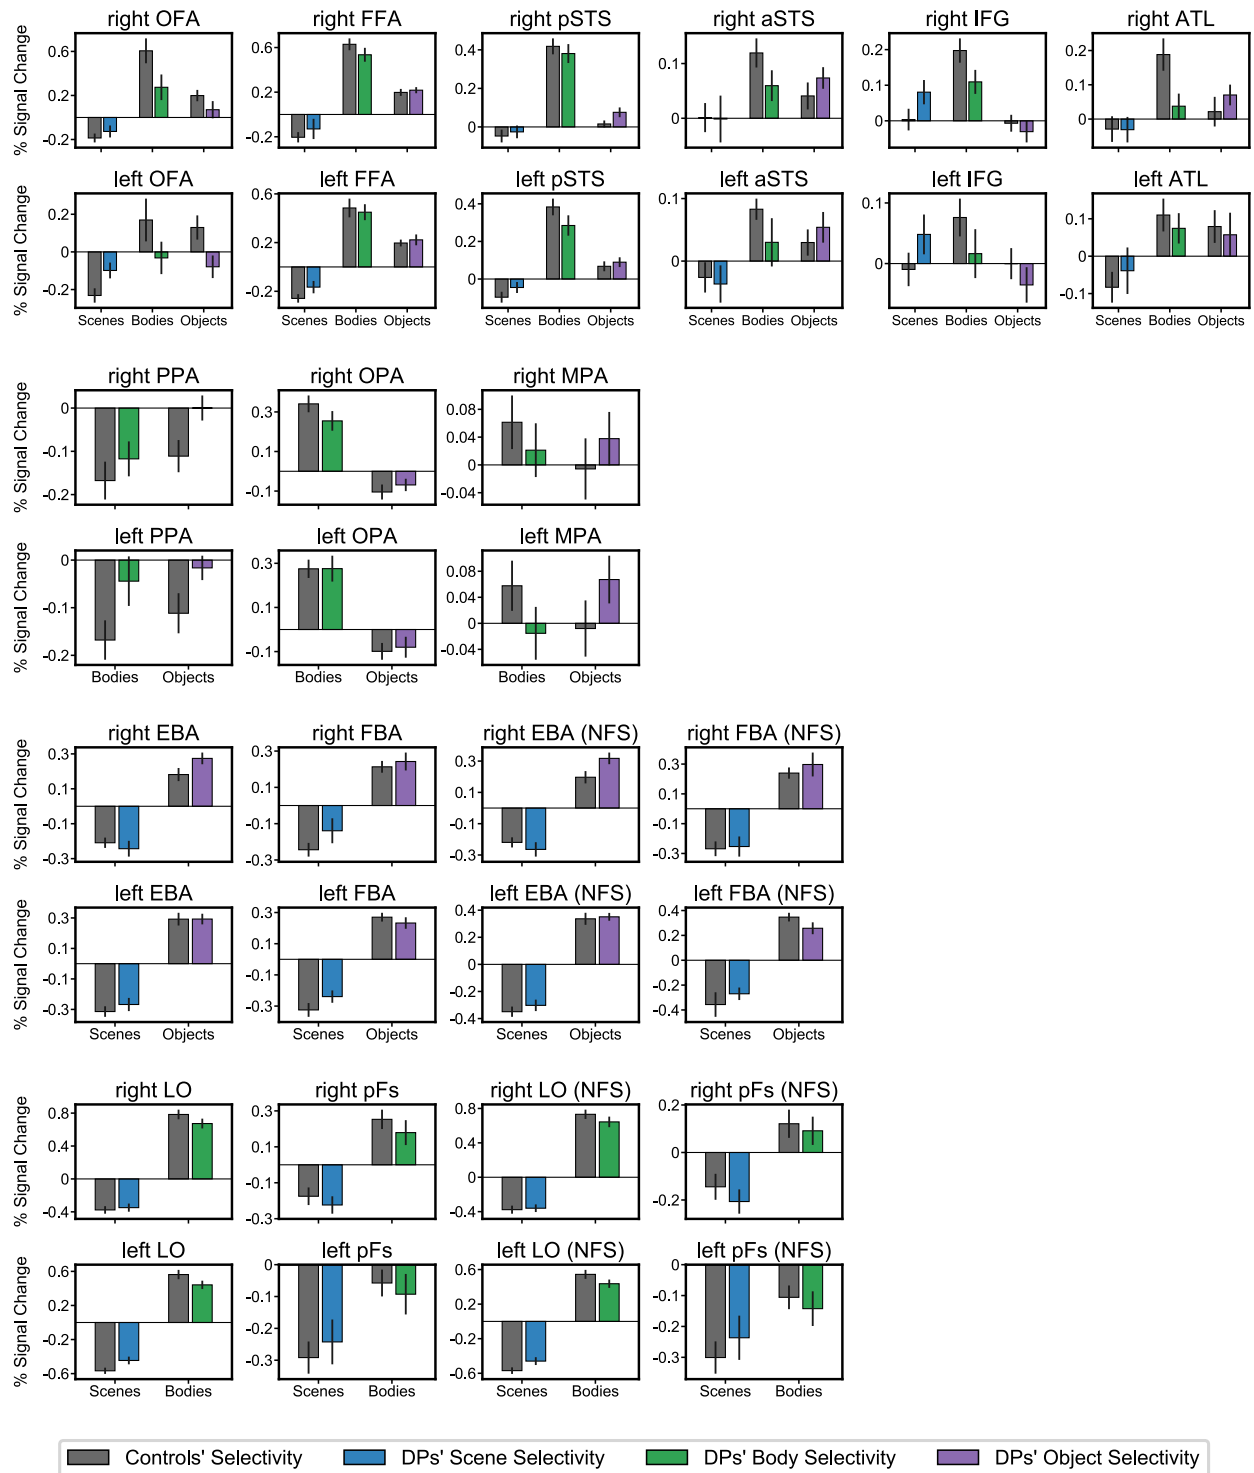 right OFA right FFA right pSTS right aSTS right IFG right ATL
% Signal Change
0.6 0.2 -0.2
0.6 0.2 -0.2
0.4 0.2 0
0.1 0
0.2 0.1 0
0.2 0.1 0
left OFA left FFA left pSTS left aSTS left IFG left ATL
% Signal Change
0.2 0 -0.2
0.6 0.2 -0.2
0.4 0.2 0
0.1 0
0.1 0
0.1 0 -0.1
Scenes Bodies Objects Scenes Bodies Objects Scenes Bodies Objects Scenes Bodies Objects Scenes Bodies Objects Scenes Bodies Objects
right PPA right OPA right MPA
% Signal Change
0 -0.1 -0.2
0.3 0.1 -0.1
0.08 0.04 0 -0.04
left PPA left OPA left MPA
% Signal Change
0 -0.1 -0.2
0.3 0.1 -0.1
0.08 0.04 0 -0.04
Bodies Objects Bodies Objects Bodies Objects
right EBA right FBA right EBA (NFS) right FBA (NFS)
% Signal Change
0.3 0.1 -0.1 -0.3
0.3 0.1 -0.1 -0.3
0.3 0.1 -0.1 -0.3
0.3 0.1 -0.1 -0.3
left EBA left FBA left EBA (NFS) left FBA (NFS)
% Signal Change
0.3 0.1 -0.1 -0.3
0.3 0.1 -0.1 -0.3
0.4 0.2 0 -0.2 -0.4
0.4 0.2 0 -0.2 -0.4
Scenes Objects Scenes Objects Scenes Objects Scenes Objects
right LO right pFs right LO (NFS) right pFs (NFS)
% Signal Change
0.8 0.4 0 -0.4
0.3 0.1 -0.1 -0.3
0.8 0.4 0 -0.4
0.2 0 -0.2
left LO left pFs left LO (NFS) left pFs (NFS)
% Signal Change
0.6 0.2 -0.2 -0.6
0 -0.1 -0.2 -0.3
0.6 0.2 -0.2 -0.6
0 -0.1 -0.2 -0.3
Scenes Bodies Scenes Bodies Scenes Bodies Scenes Bodies
Controls' Selectivity DPs' Scene Selectivity DPs' Body Selectivity DPs' Object Selectivity